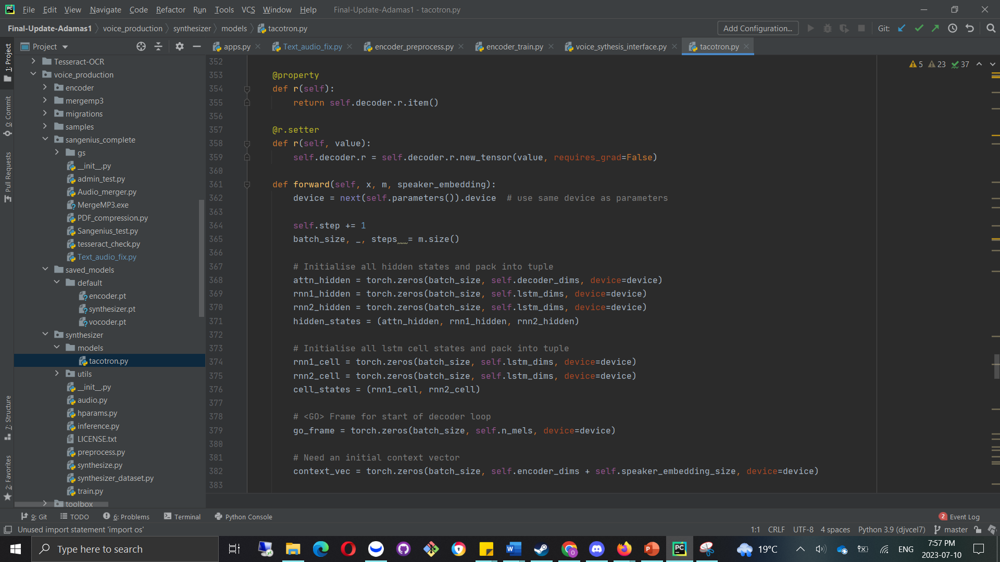 File Edit View Navigate Code Refactor Run Tools VCS Window Help Final-Update-Adamas1 - tacotron.py
Final-Update-Adamas1 voice_production synthesizer models tacotron.py Add Configuration... Git:
Project apps.py Text_audio_fix.py encoder_preprocess.py encoder_train.py voice_sythesis_interface.py tacotron.py
5 23 37
1: Project
0: Commit
Pull Requests
7: Structure
2: Favorites
Tesseract-OCR
voice_production
encoder
mergemp3
migrations
samples
sangenius_complete
gs
__init__.py
admin_test.py
Audio_merger.py
MergeMP3.exe
PDF_compression.py
Sangenius_test.py
tesseract_check.py
Text_audio_fix.py
saved_models
default
encoder.pt
synthesizer.pt
vocoder.pt
synthesizer
models
tacotron.py
utils
__init__.py
audio.py
hparams.py
inference.py
LICENSE.txt
preprocess.py
synthesize.py
synthesizer_dataset.py
train.py
toolbox
352
353 @property
354 def r(self):
355 return self.decoder.r.item()
356
357 @r.setter
358 def r(self, value):
359 self.decoder.r = self.decoder.r.new_tensor(value, requires_grad=False)
360
361 def forward(self, x, m, speaker_embedding):
362 device = next(self.parameters()).device  # use same device as parameters
363
364 self.step += 1
365 batch_size, _, steps  = m.size()
366
367 # Initialise all hidden states and pack into tuple
368 attn_hidden = torch.zeros(batch_size, self.decoder_dims, device=device)
369 rnn1_hidden = torch.zeros(batch_size, self.lstm_dims, device=device)
370 rnn2_hidden = torch.zeros(batch_size, self.lstm_dims, device=device)
371 hidden_states = (attn_hidden, rnn1_hidden, rnn2_hidden)
372
373 # Initialise all lstm cell states and pack into tuple
374 rnn1_cell = torch.zeros(batch_size, self.lstm_dims, device=device)
375 rnn2_cell = torch.zeros(batch_size, self.lstm_dims, device=device)
376 cell_states = (rnn1_cell, rnn2_cell)
377
378 # <GO> Frame for start of decoder loop
379 go_frame = torch.zeros(batch_size, self.n_mels, device=device)
380
381 # Need an initial context vector
382 context_vec = torch.zeros(batch_size, self.encoder_dims + self.speaker_embedding_size, device=device)
383
9: Git TODO 6: Problems Terminal Python Console 2 Event Log
Unused import statement 'import os' 1:1 CRLF UTF-8 4 spaces Python 3.9 (djvcel7) master
Type here to search 19°C ENG 7:57 PM
2023-07-10